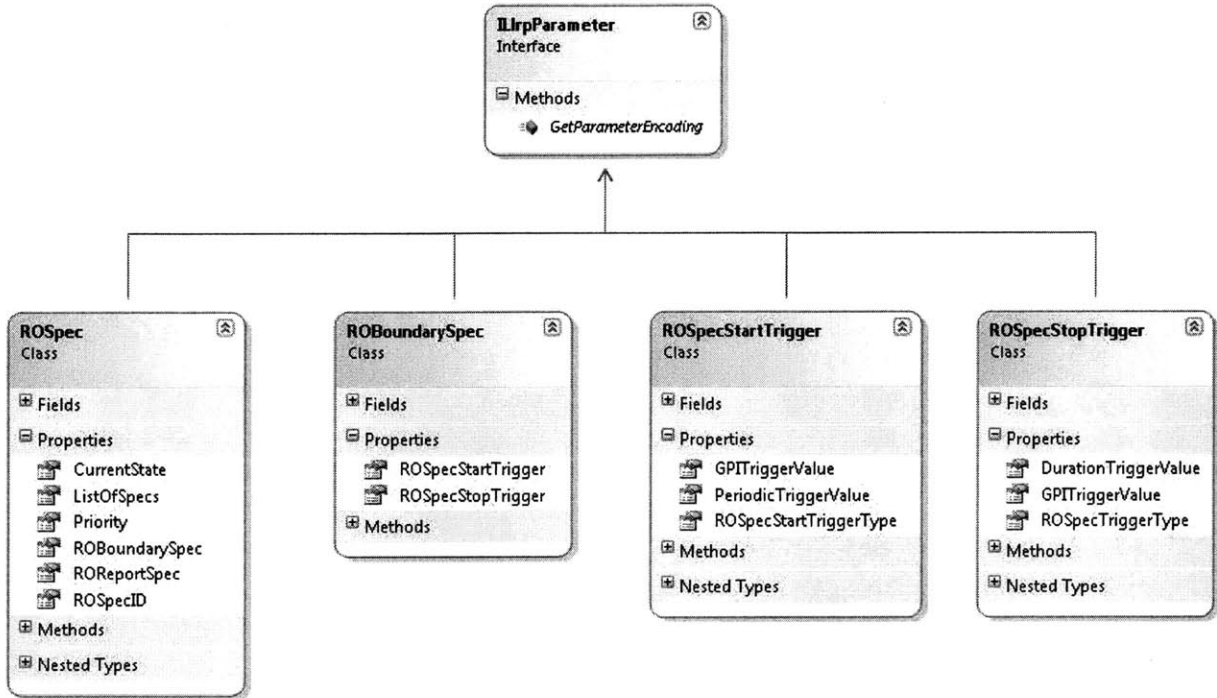 ILlrpParameter
Interface
Methods
GetParameterEncoding
ROSpec
Class
Fields
Properties
CurrentState
ListOfSpecs
Priority
ROBoundarySpec
ROReportSpec
ROSpecID
Methods
Nested Types
ROBoundarySpec
Class
Fields
Properties
ROSpecStartTrigger
ROSpecStopTrigger
Methods
ROSpecStartTrigger
Class
Fields
Properties
GPITriggerValue
PeriodicTriggerValue
ROSpecStartTriggerType
Methods
Nested Types
ROSpecStopTrigger
Class
Fields
Properties
DurationTriggerValue
GPITriggerValue
ROSpecTriggerType
Methods
Nested Types